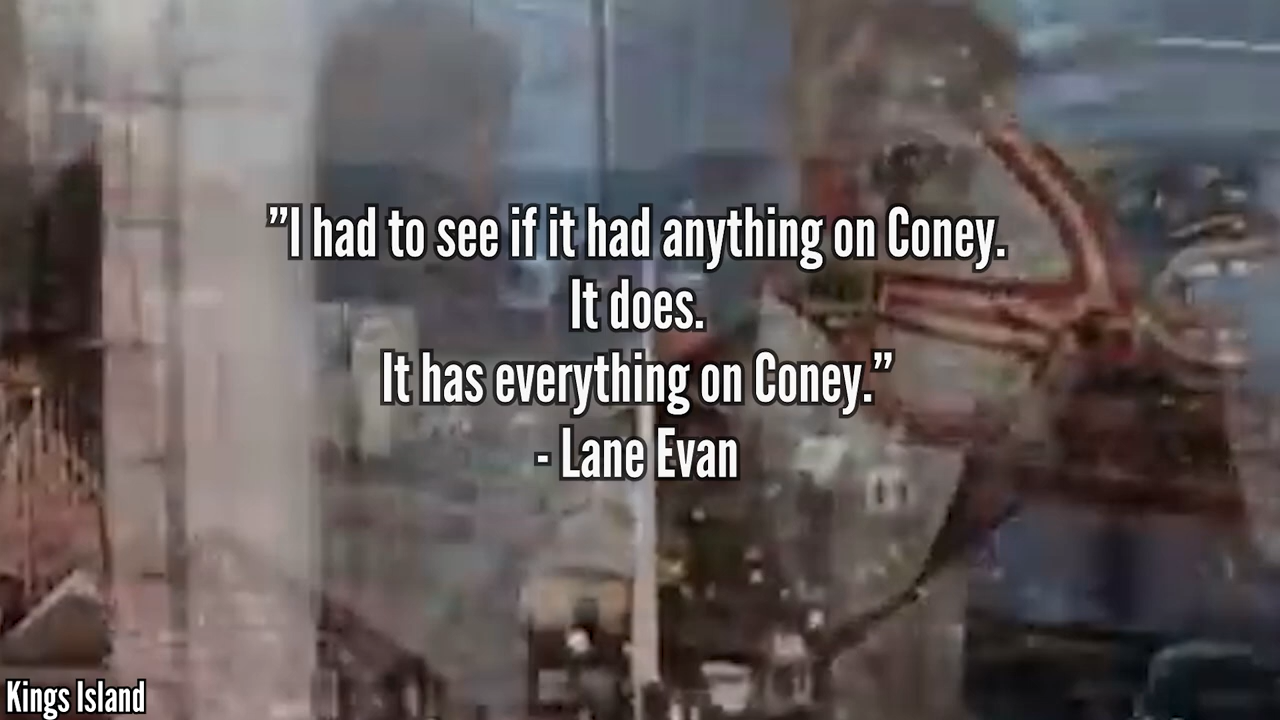 ”I had to see if it had anything on Coney.
It does.
It has everything on Coney.”
- Lane Evan
Kings Island